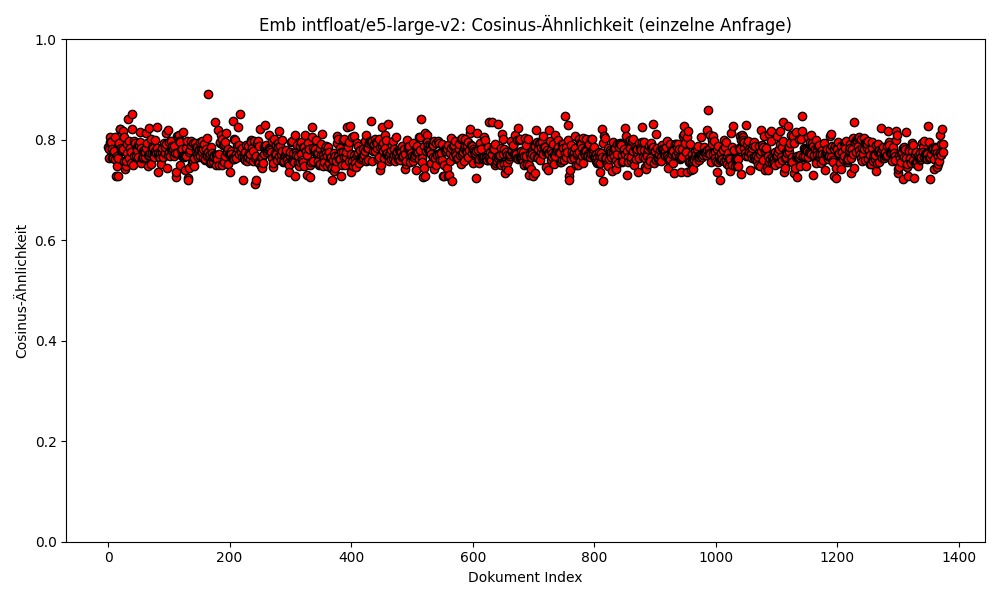 Emb intfloat/e5-large-v2: Cosinus-Ähnlichkeit (einzelne Anfrage)
1.0
0.8
0.6
0.4
0.2
0.0
Cosinus-Ähnlichkeit
0 200 400 600 800 1000 1200 1400
Dokument Index